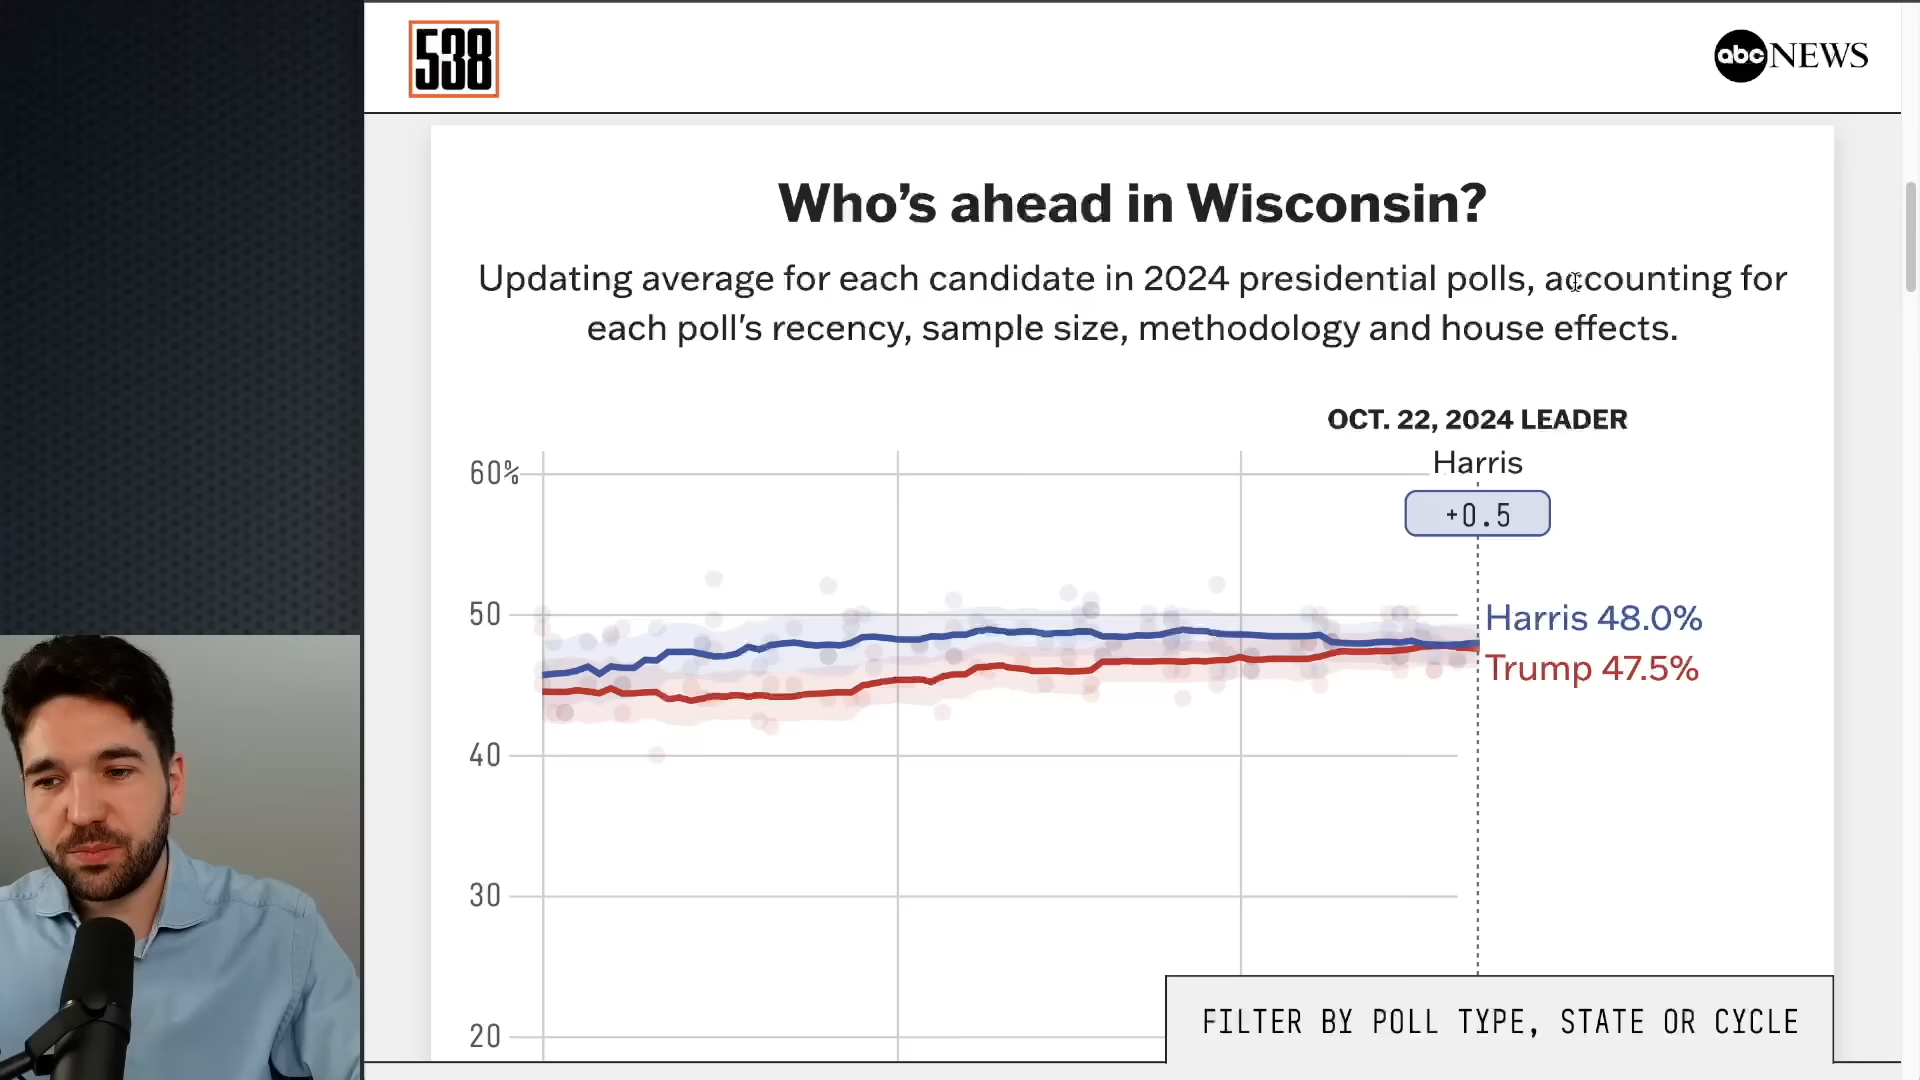 538
abc NEWS
Who’s ahead in Wisconsin?
Updating average for each candidate in 2024 presidential polls, accounting for
each poll’s recency, sample size, methodology and house effects.
OCT. 22, 2024 LEADER
Harris
+0.5
60%
50
40
30
20
Harris 48.0%
Trump 47.5%
FILTER BY POLL TYPE, STATE OR CYCLE